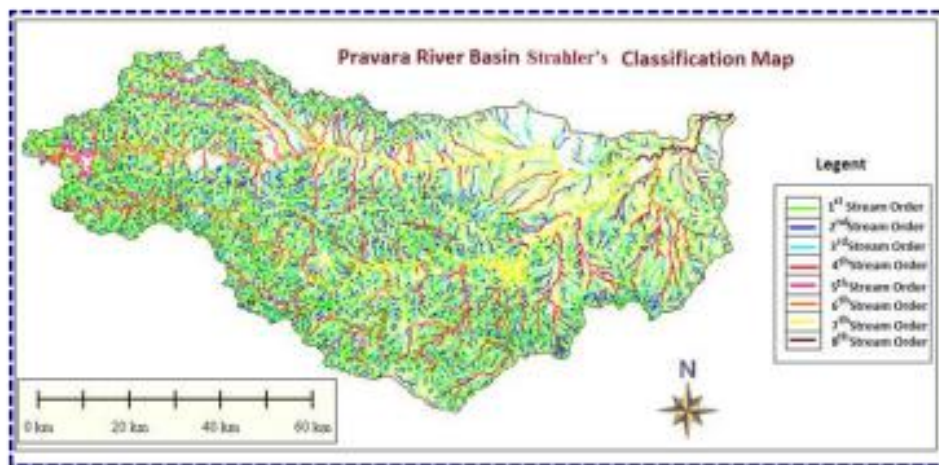 Pravara River Basin Strahler's Classification Map
Legent
1st Stream Order
2nd Stream Order
3rd Stream Order
4th Stream Order
5th Stream Order
6th Stream Order
7th Stream Order
8th Stream Order
N
0 km 20 km 40 km 60 km